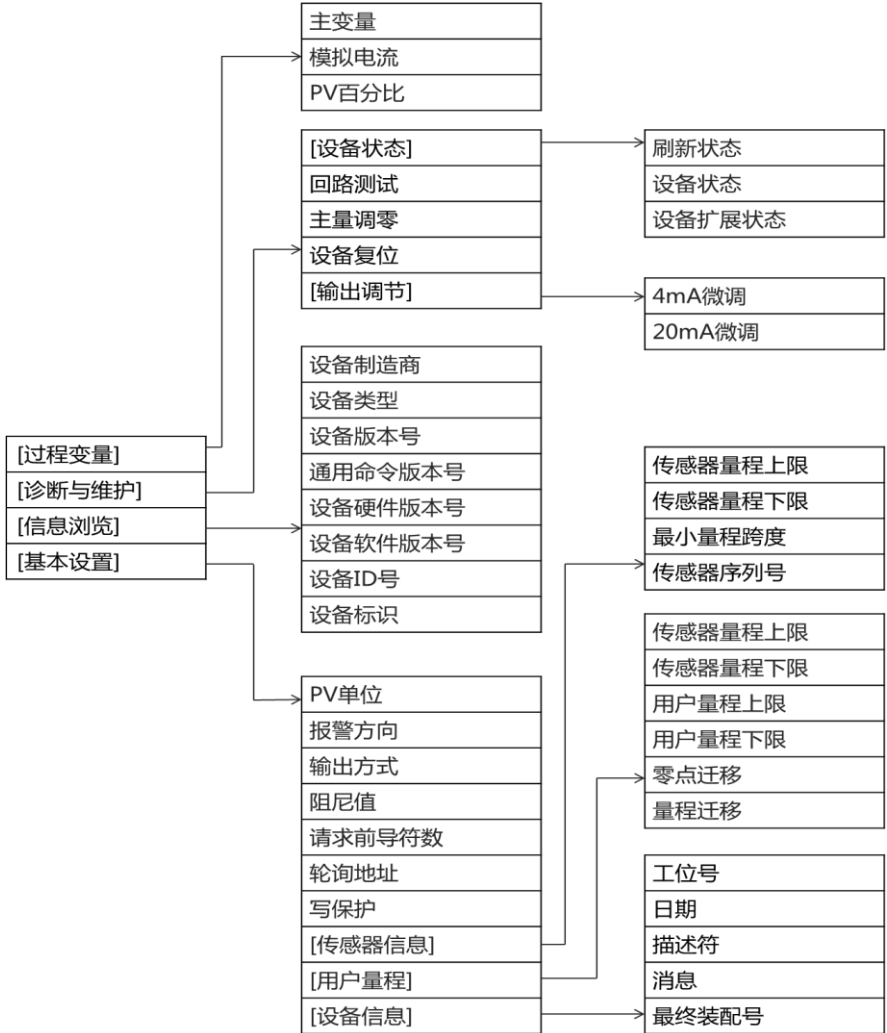 主变量
模拟电流
PV百分比
[设备状态]
回路测试
主量调零
设备复位
[输出调节]
刷新状态
设备状态
设备扩展状态
4mA微调
20mA微调
设备制造商
设备类型
设备版本号
通用命令版本号
设备硬件版本号
设备软件版本号
设备ID号
设备标识
[过程变量]
[诊断与维护]
[信息浏览]
[基本设置]
传感器量程上限
传感器量程下限
最小量程跨度
传感器序列号
传感器量程上限
传感器量程下限
用户量程上限
用户量程下限
零点迁移
量程迁移
PV单位
报警方向
输出方式
阻尼值
请求前导符数
轮询地址
写保护
[传感器信息]
[用户量程]
[设备信息]
工位号
日期
描述符
消息
最终装配号